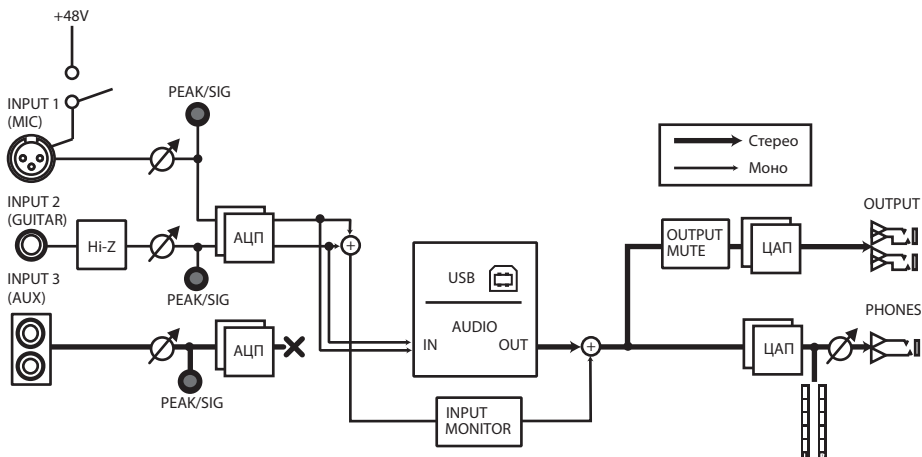 +48V
PEAK/SIG
INPUT 1
(MIC)
Стерео
Моно
INPUT 2
(GUITAR)
Hi-Z
АЦП
PEAK/SIG
OUTPUT
OUTPUT
MUTE
ЦАП
USB
AUDIO
IN
OUT
INPUT 3
(AUX)
АЦП
PEAK/SIG
PHONES
ЦАП
INPUT
MONITOR